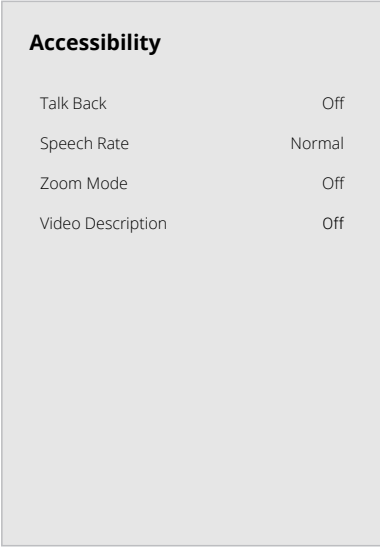 Accessibility
Talk Back Off
Speech Rate Normal
Zoom Mode Off
Video Description Off